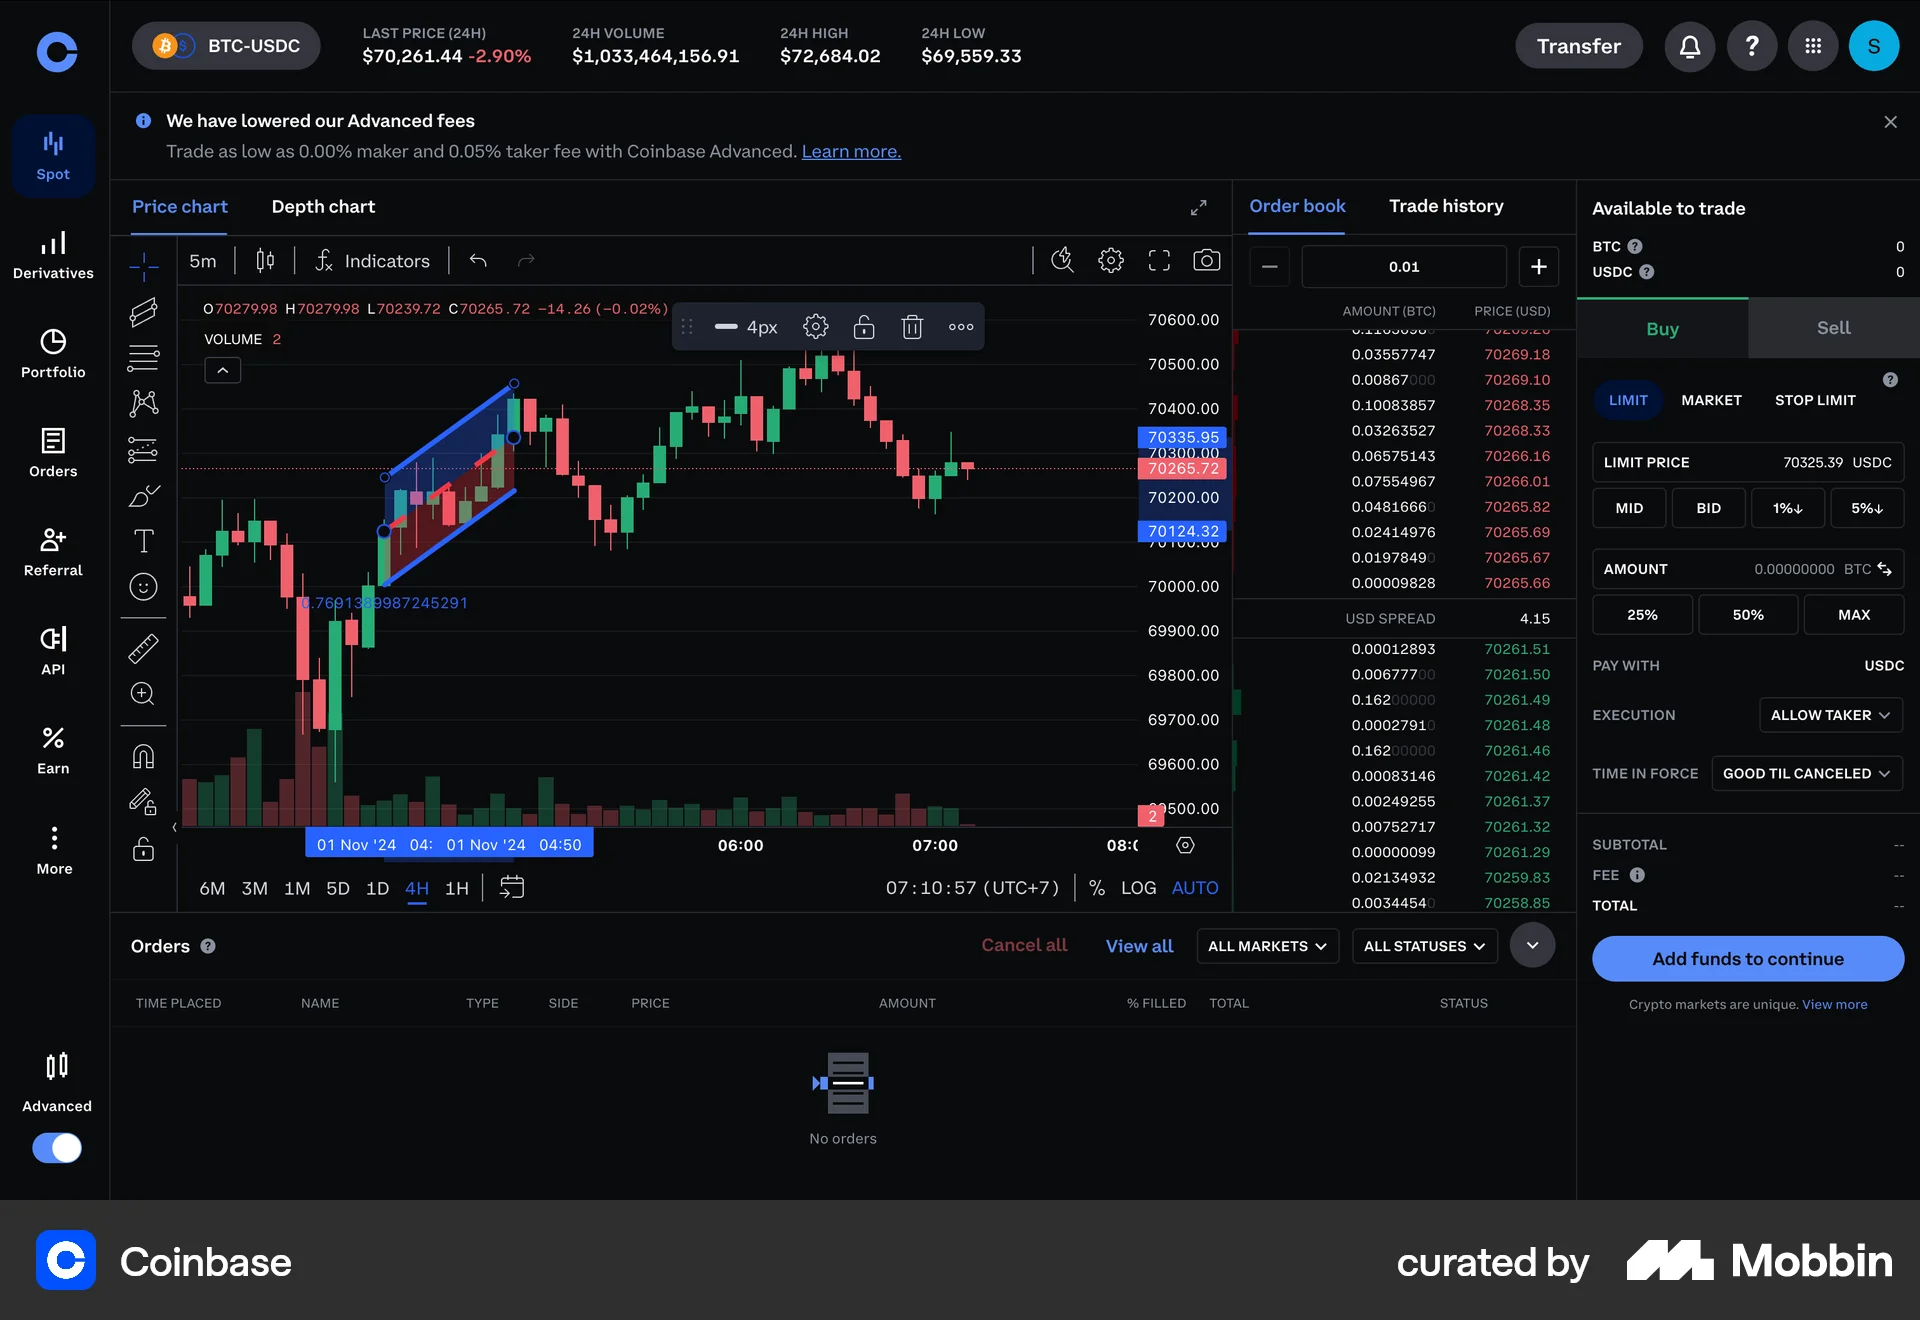 BTC-USDC
LAST PRICE (24H)
$70,261.44 -2.90%
24H VOLUME
$1,033,464,156.91
24H HIGH
$72,684.02
24H LOW
$69,559.33
Transfer
?
S
We have lowered our Advanced fees
Trade as low as 0.00% maker and 0.05% taker fee with Coinbase Advanced. Learn more.
Spot
Derivatives
Portfolio
Orders
Referral
API
Earn
More
Advanced
Price chart
Depth chart
5m
Indicators
O70279.98 H70279.98 L70239.72 C70265.72 −14.26 (−0.02%)
VOLUME 2
4px
0.7691389987245291
70600.00
70500.00
70400.00
70335.95
70300.00
70265.72
70200.00
70124.32
70100.00
70000.00
69900.00
69800.00
69700.00
69600.00
69500.00
2
01 Nov '24 04:
01 Nov '24 04:50
06:00
07:00
08:0
6M 3M 1M 5D 1D 4H 1H
07:10:57 (UTC+7)
% LOG AUTO
Order book
Trade history
0.01
AMOUNT (BTC) PRICE (USD)
0.03557747 70269.18
0.00867000 70269.10
0.10083857 70268.35
0.03263527 70268.33
0.06575143 70266.16
0.07554967 70266.01
0.04816660 70265.82
0.02414976 70265.69
0.01978490 70265.67
0.00009828 70265.66
USD SPREAD 4.15
0.00012893 70261.51
0.00677700 70261.50
0.16200000 70261.49
0.00027910 70261.48
0.16200000 70261.46
0.00083146 70261.42
0.00249255 70261.37
0.00752717 70261.32
0.00000099 70261.29
0.02134932 70259.83
0.00344540 70258.85
Available to trade
BTC ? 0
USDC ? 0
Buy
Sell
?
LIMIT
MARKET
STOP LIMIT
LIMIT PRICE 70325.39 USDC
MID
BID
1%↓
5%↓
AMOUNT 0.00000000 BTC
25%
50%
MAX
PAY WITH USDC
EXECUTION ALLOW TAKER
TIME IN FORCE GOOD TIL CANCELED
SUBTOTAL --
FEE --
TOTAL --
Add funds to continue
Crypto markets are unique. View more
Orders ?
Cancel all
View all
ALL MARKETS
ALL STATUSES
TIME PLACED NAME TYPE SIDE PRICE AMOUNT % FILLED TOTAL STATUS
No orders
Coinbase
curated by
Mobbin